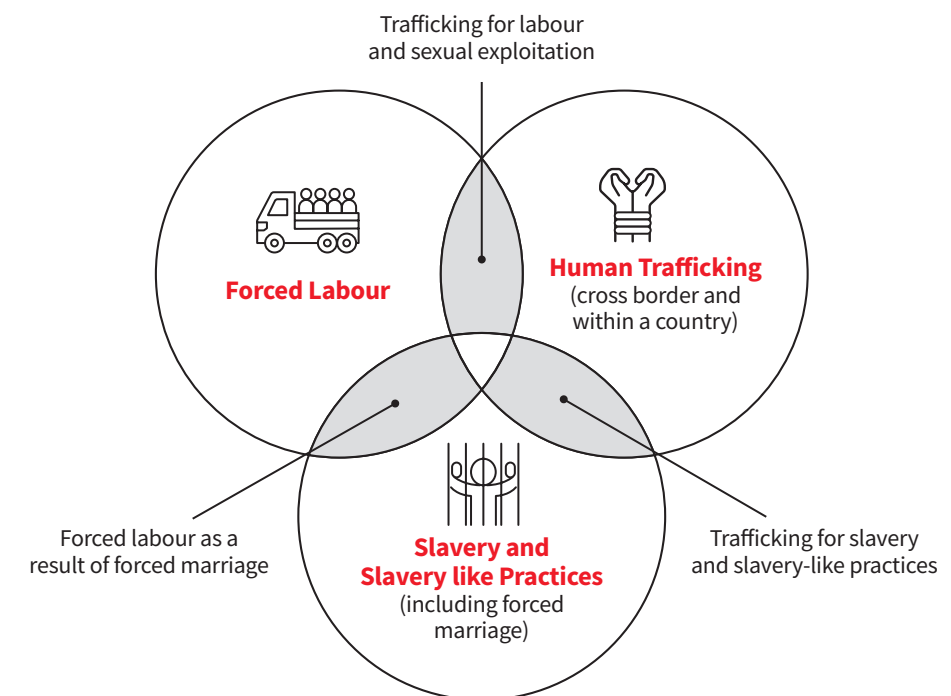 Trafficking for labour
and sexual exploitation
Forced Labour
Human Trafficking
(cross border and
within a country)
Forced labour as a
result of forced marriage
Slavery and
Slavery like Practices
(including forced
marriage)
Trafficking for slavery
and slavery-like practices